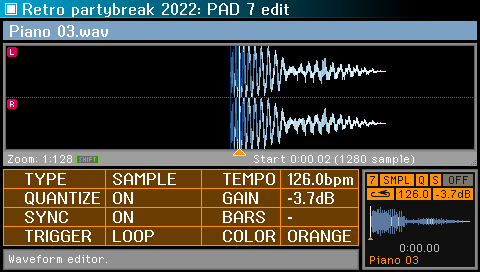 Retro partybreak 2022: PAD 7 edit
Piano 03.wav
L
R
Zoom: 1:128 SHIFT Start 0:00.02 (1280 sample)
TYPE SAMPLE TEMPO 126.0bpm
QUANTIZE ON GAIN -3.7dB
SYNC ON BARS -
TRIGGER LOOP COLOR ORANGE
7 SMPL Q S OFF
126.0 -3.7dB
0:00.00
Piano 03
Waveform editor.